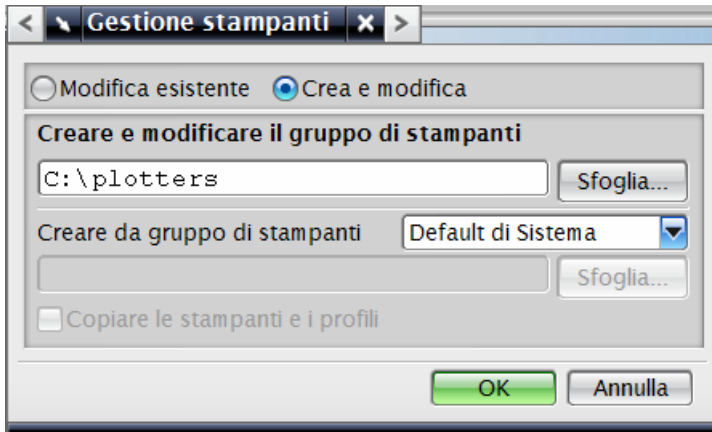 Gestione stampanti
Modifica esistente Crea e modifica
Creare e modificare il gruppo di stampanti
C:\plotters Sfoglia...
Creare da gruppo di stampanti Default di Sistema
Sfoglia...
Copiare le stampanti e i profili
OK Annulla